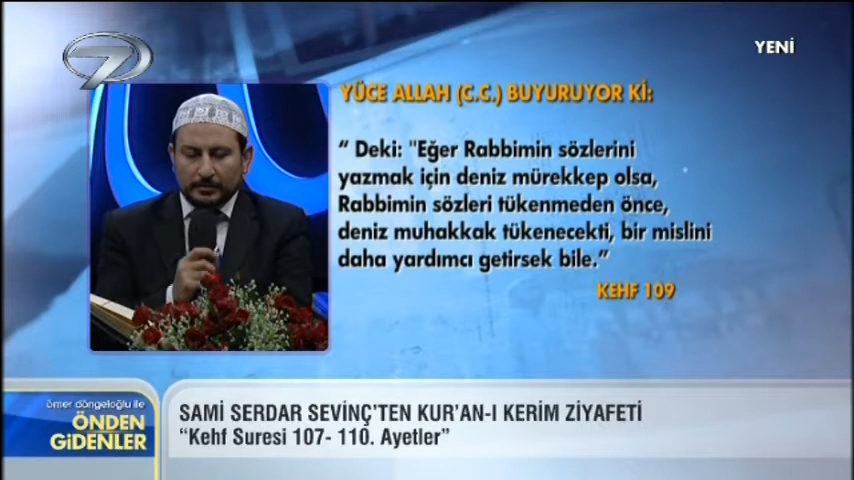 7
YENİ
YÜCE ALLAH (C.C.) BUYURUYOR Kİ:
“ Deki: "Eğer Rabbimin sözlerini
yazmak için deniz mürekkep olsa,
Rabbimin sözleri tükenmeden önce,
deniz muhakkak tükenecekti, bir mislini
daha yardımcı getirsek bile.”
KEHF 109
ömer döngeloğlu ile
ÖNDEN
GİDENLER
SAMİ SERDAR SEVİNÇ’TEN KUR’AN-I KERİM ZİYAFETİ
“Kehf Suresi 107- 110. Ayetler”